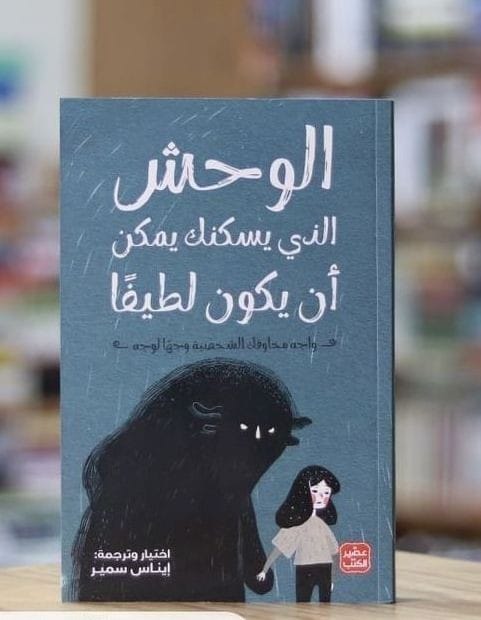 الوحش
الذي يسكنك يمكن
أن يكون لطيفًا
واجه مخاوفك الشخصية وجهًا لوجه
اختيار وترجمة:
إيناس سمير
عصير
الكتب